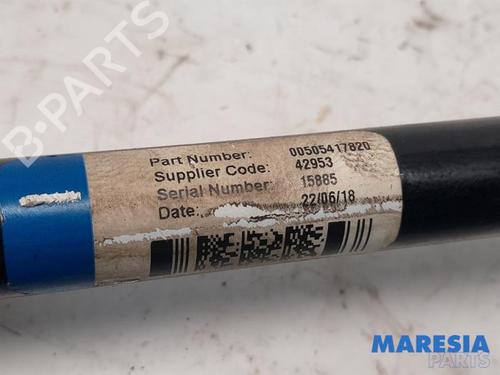 B-PARTS
Part Number: 00505417820
Supplier Code: 42953
Serial Number: 15885
Date: 22/06/18
MARESIA
PARTS